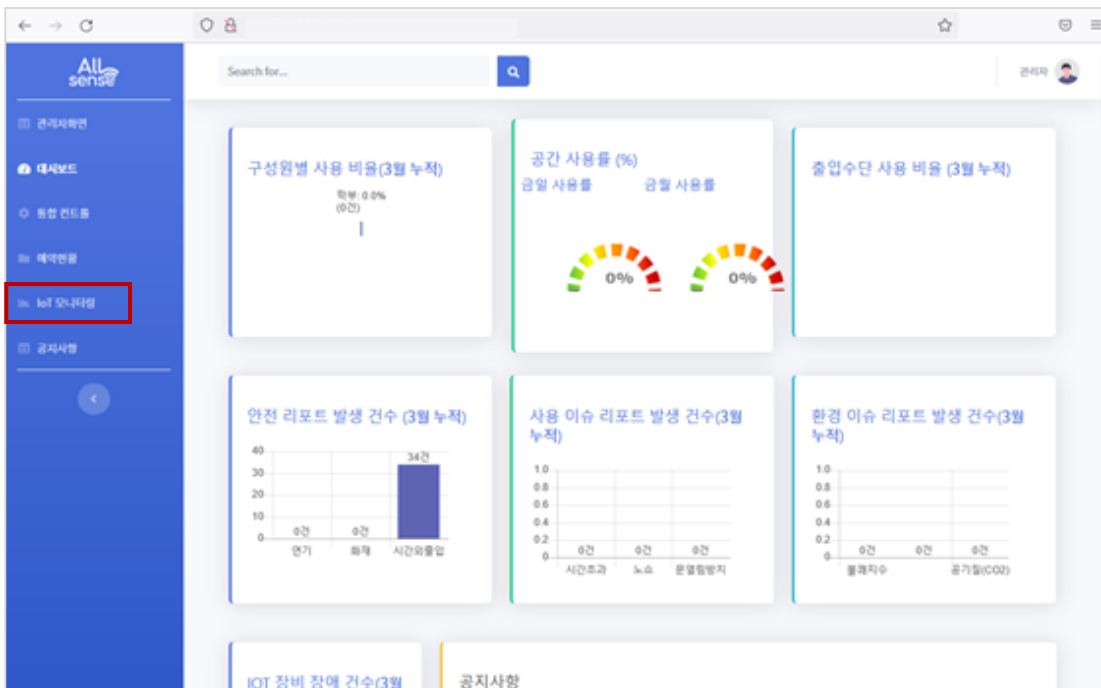 All
sense
Search for...
관리자
관리자화면
대시보드
통합 컨트롤
예약현황
IoT 모니터링
공지사항
구성원별 사용 비율(3월 누적)
학부: 0.0%
(0건)
공간 사용률 (%)
금일 사용률 금월 사용률
0% 0%
출입수단 사용 비율 (3월 누적)
안전 리포트 발생 건수 (3월 누적)
40
30
20
10
0
34건
0건 0건
연기 화재 시간외출입
사용 이슈 리포트 발생 건수(3월
누적)
1.0
0.8
0.6
0.4
0.2
0
0건 0건 0건
시간초과 노쇼 문열림방치
환경 이슈 리포트 발생 건수(3월
누적)
1.0
0.8
0.6
0.4
0.2
0
0건 0건 0건
불쾌지수 공기질(CO2)
IOT 장비 장애 건수(3월
공지사항